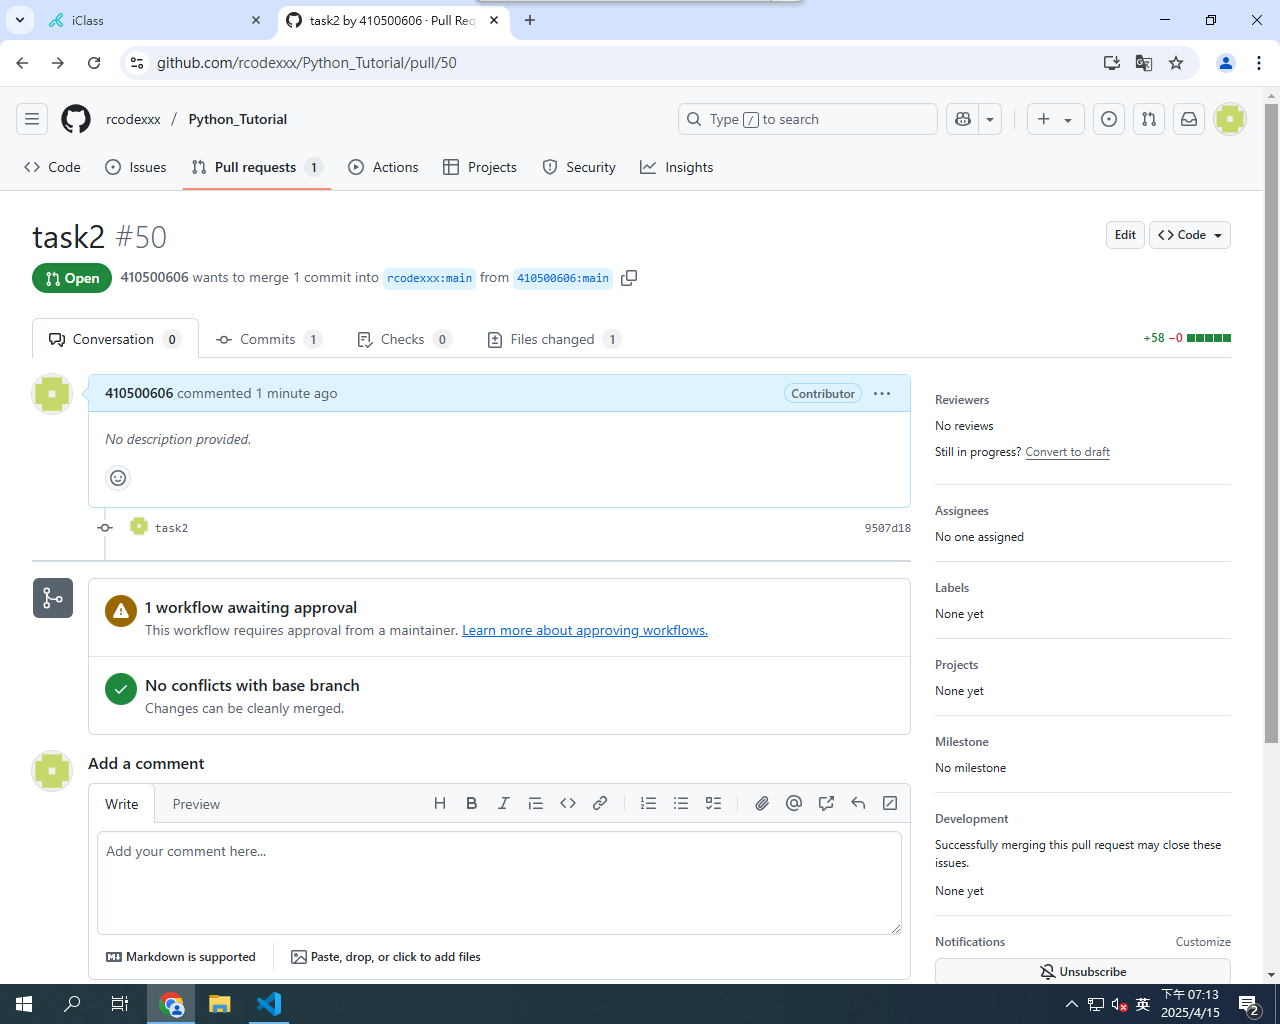 iClass
task2 by 410500606 · Pull Req
github.com/rcodexxx/Python_Tutorial/pull/50
rcodexxx / Python_Tutorial
Type / to search
Code
Issues
Pull requests 1
Actions
Projects
Security
Insights
task2 #50
Edit
Code
Open
410500606 wants to merge 1 commit into rcodexxx:main from 410500606:main
Conversation 0
Commits 1
Checks 0
Files changed 1
+58 −0
410500606 commented 1 minute ago
Contributor
No description provided.
task2
9507d18
1 workflow awaiting approval
This workflow requires approval from a maintainer. Learn more about approving workflows.
No conflicts with base branch
Changes can be cleanly merged.
Add a comment
Write
Preview
Add your comment here...
Markdown is supported
Paste, drop, or click to add files
Reviewers
No reviews
Still in progress? Convert to draft
Assignees
No one assigned
Labels
None yet
Projects
None yet
Milestone
No milestone
Development
Successfully merging this pull request may close these
issues.
None yet
Notifications
Customize
Unsubscribe
英
下午 07:13
2025/4/15
2